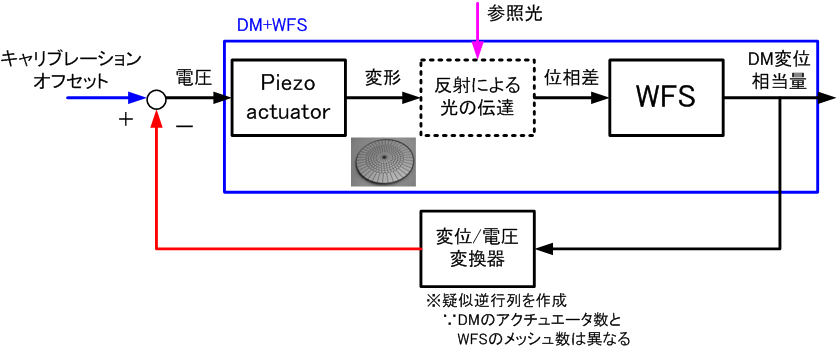 参照光
DM+WFS
キャリブレーション
オフセット
電圧
Piezo
actuator
変形
反射による
光の伝達
位相差
WFS
DM変位
相当量
+
−
変位/電圧
変換器
※疑似逆行列を作成
∵DMのアクチュエータ数と
WFSのメッシュ数は異なる